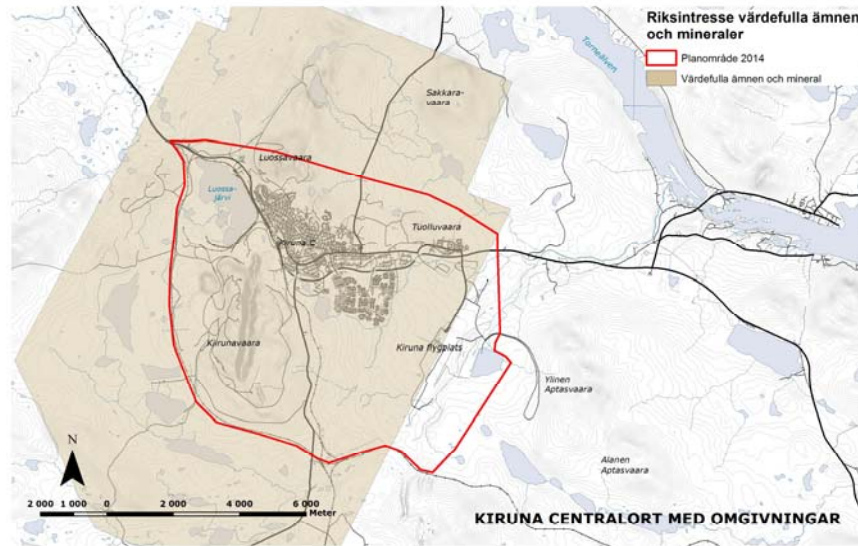 Riksintresse värdefulla ämnen
och mineraler
Planområde 2014
Värdefulla ämnen och mineral
Torneälven
Sakkara-
vaara
Luossavaara
Luossa-
järvi
Kiruna C
Tuolluvaara
Kiirunavaara
Kiruna flygplats
Ylinen
Aptasvaara
Alanen
Aptasvaara
N
2 000 1 000 0 2 000 4 000 6 000
Meter
KIRUNA CENTRALORT MED OMGIVNINGAR